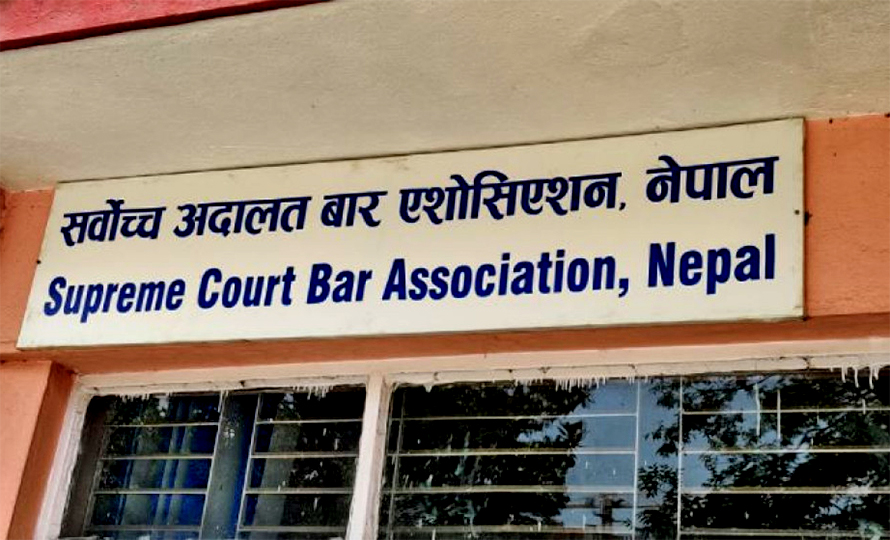 सर्वोच्च अदालत बार एशोसिएशन, नेपाल
Supreme Court Bar Association, Nepal